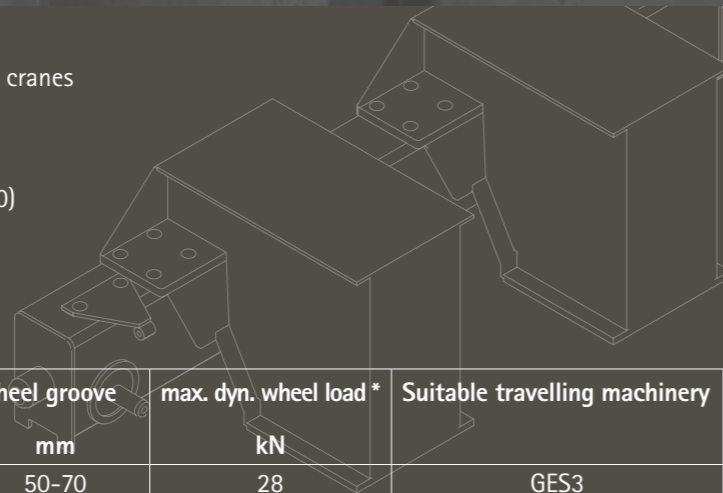 cranes
0)
heel groove max. dyn. wheel load * Suitable travelling machinery
mm kN
50-70 28 GES3